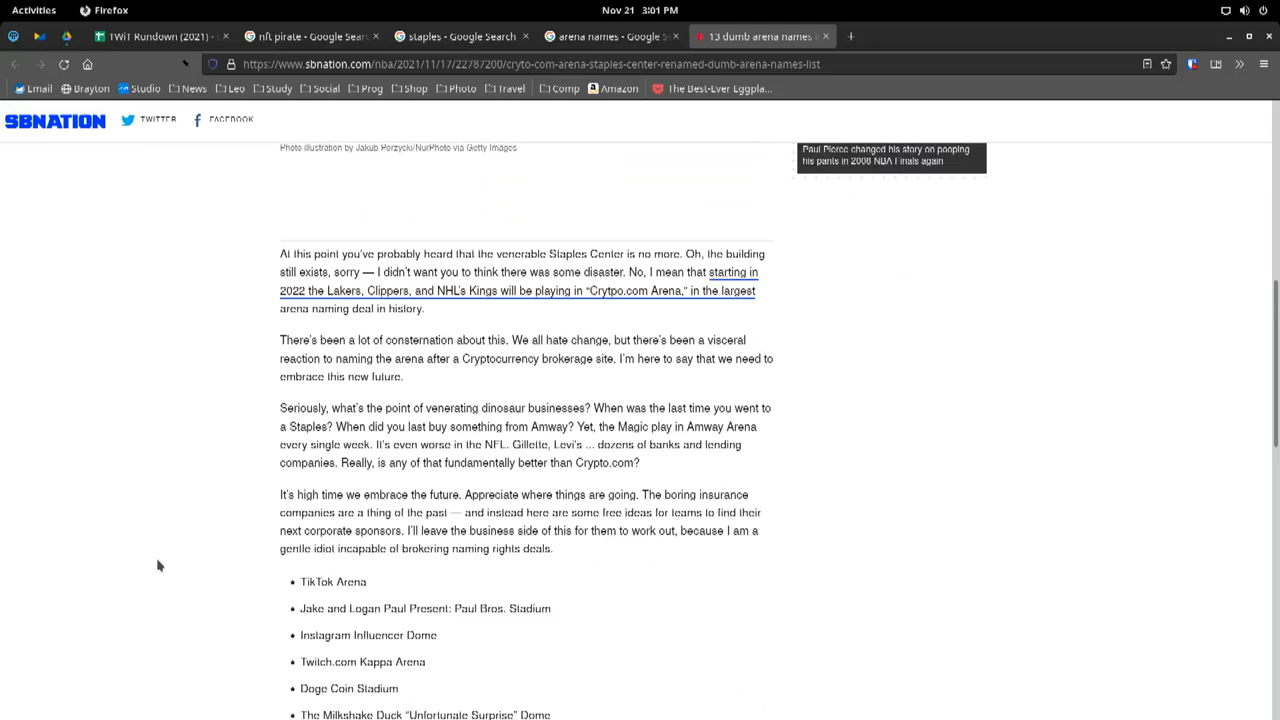 Activities Firefox Nov 21 3:01 PM
TWiT Rundown (2021) - nft pirate - Google Sear staples - Google Search arena names - Google S 13 dumb arena names i
https://www.sbnation.com/nba/2021/11/17/22787200/cryto-com-arena-staples-center-renamed-dumb-arena-names-list
Email Brayton Studio News Leo Study Social Prog Shop Photo Travel Comp Amazon The Best-Ever Eggpla...
SBNATION TWITTER FACEBOOK
Photo illustration by Jakub Porzycki/NurPhoto via Getty Images
Paul Pierce changed his story on pooping
his pants in 2008 NBA Finals again
At this point you've probably heard that the venerable Staples Center is no more. Oh, the building
still exists, sorry — I didn't want you to think there was some disaster. No, I mean that starting in
2022 the Lakers, Clippers, and NHL's Kings will be playing in “Crytpo.com Arena,” in the largest
arena naming deal in history.
There's been a lot of consternation about this. We all hate change, but there's been a visceral
reaction to naming the arena after a Cryptocurrency brokerage site. I'm here to say that we need to
embrace this new future.
Seriously, what's the point of venerating dinosaur businesses? When was the last time you went to
a Staples? When did you last buy something from Amway? Yet, the Magic play in Amway Arena
every single week. It's even worse in the NFL. Gillette, Levi's ... dozens of banks and lending
companies. Really, is any of that fundamentally better than Crypto.com?
It's high time we embrace the future. Appreciate where things are going. The boring insurance
companies are a thing of the past — and instead here are some free ideas for teams to find their
next corporate sponsors. I'll leave the business side of this for them to work out, because I am a
gentle idiot incapable of brokering naming rights deals.
• TikTok Arena
• Jake and Logan Paul Present: Paul Bros. Stadium
• Instagram Influencer Dome
• Twitch.com Kappa Arena
• Doge Coin Stadium
• The Milkshake Duck “Unfortunate Surprise” Dome